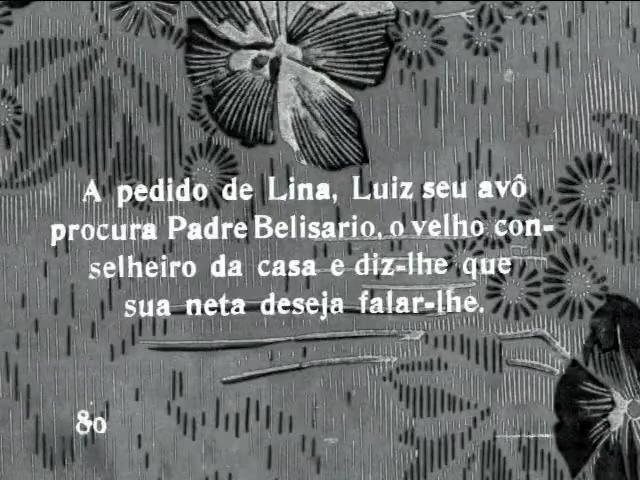 A pedido de Lina, Luiz seu avô
procura Padre Belisario, o velho con-
selheiro da casa e diz-lhe que
sua neta deseja falar-lhe.
80